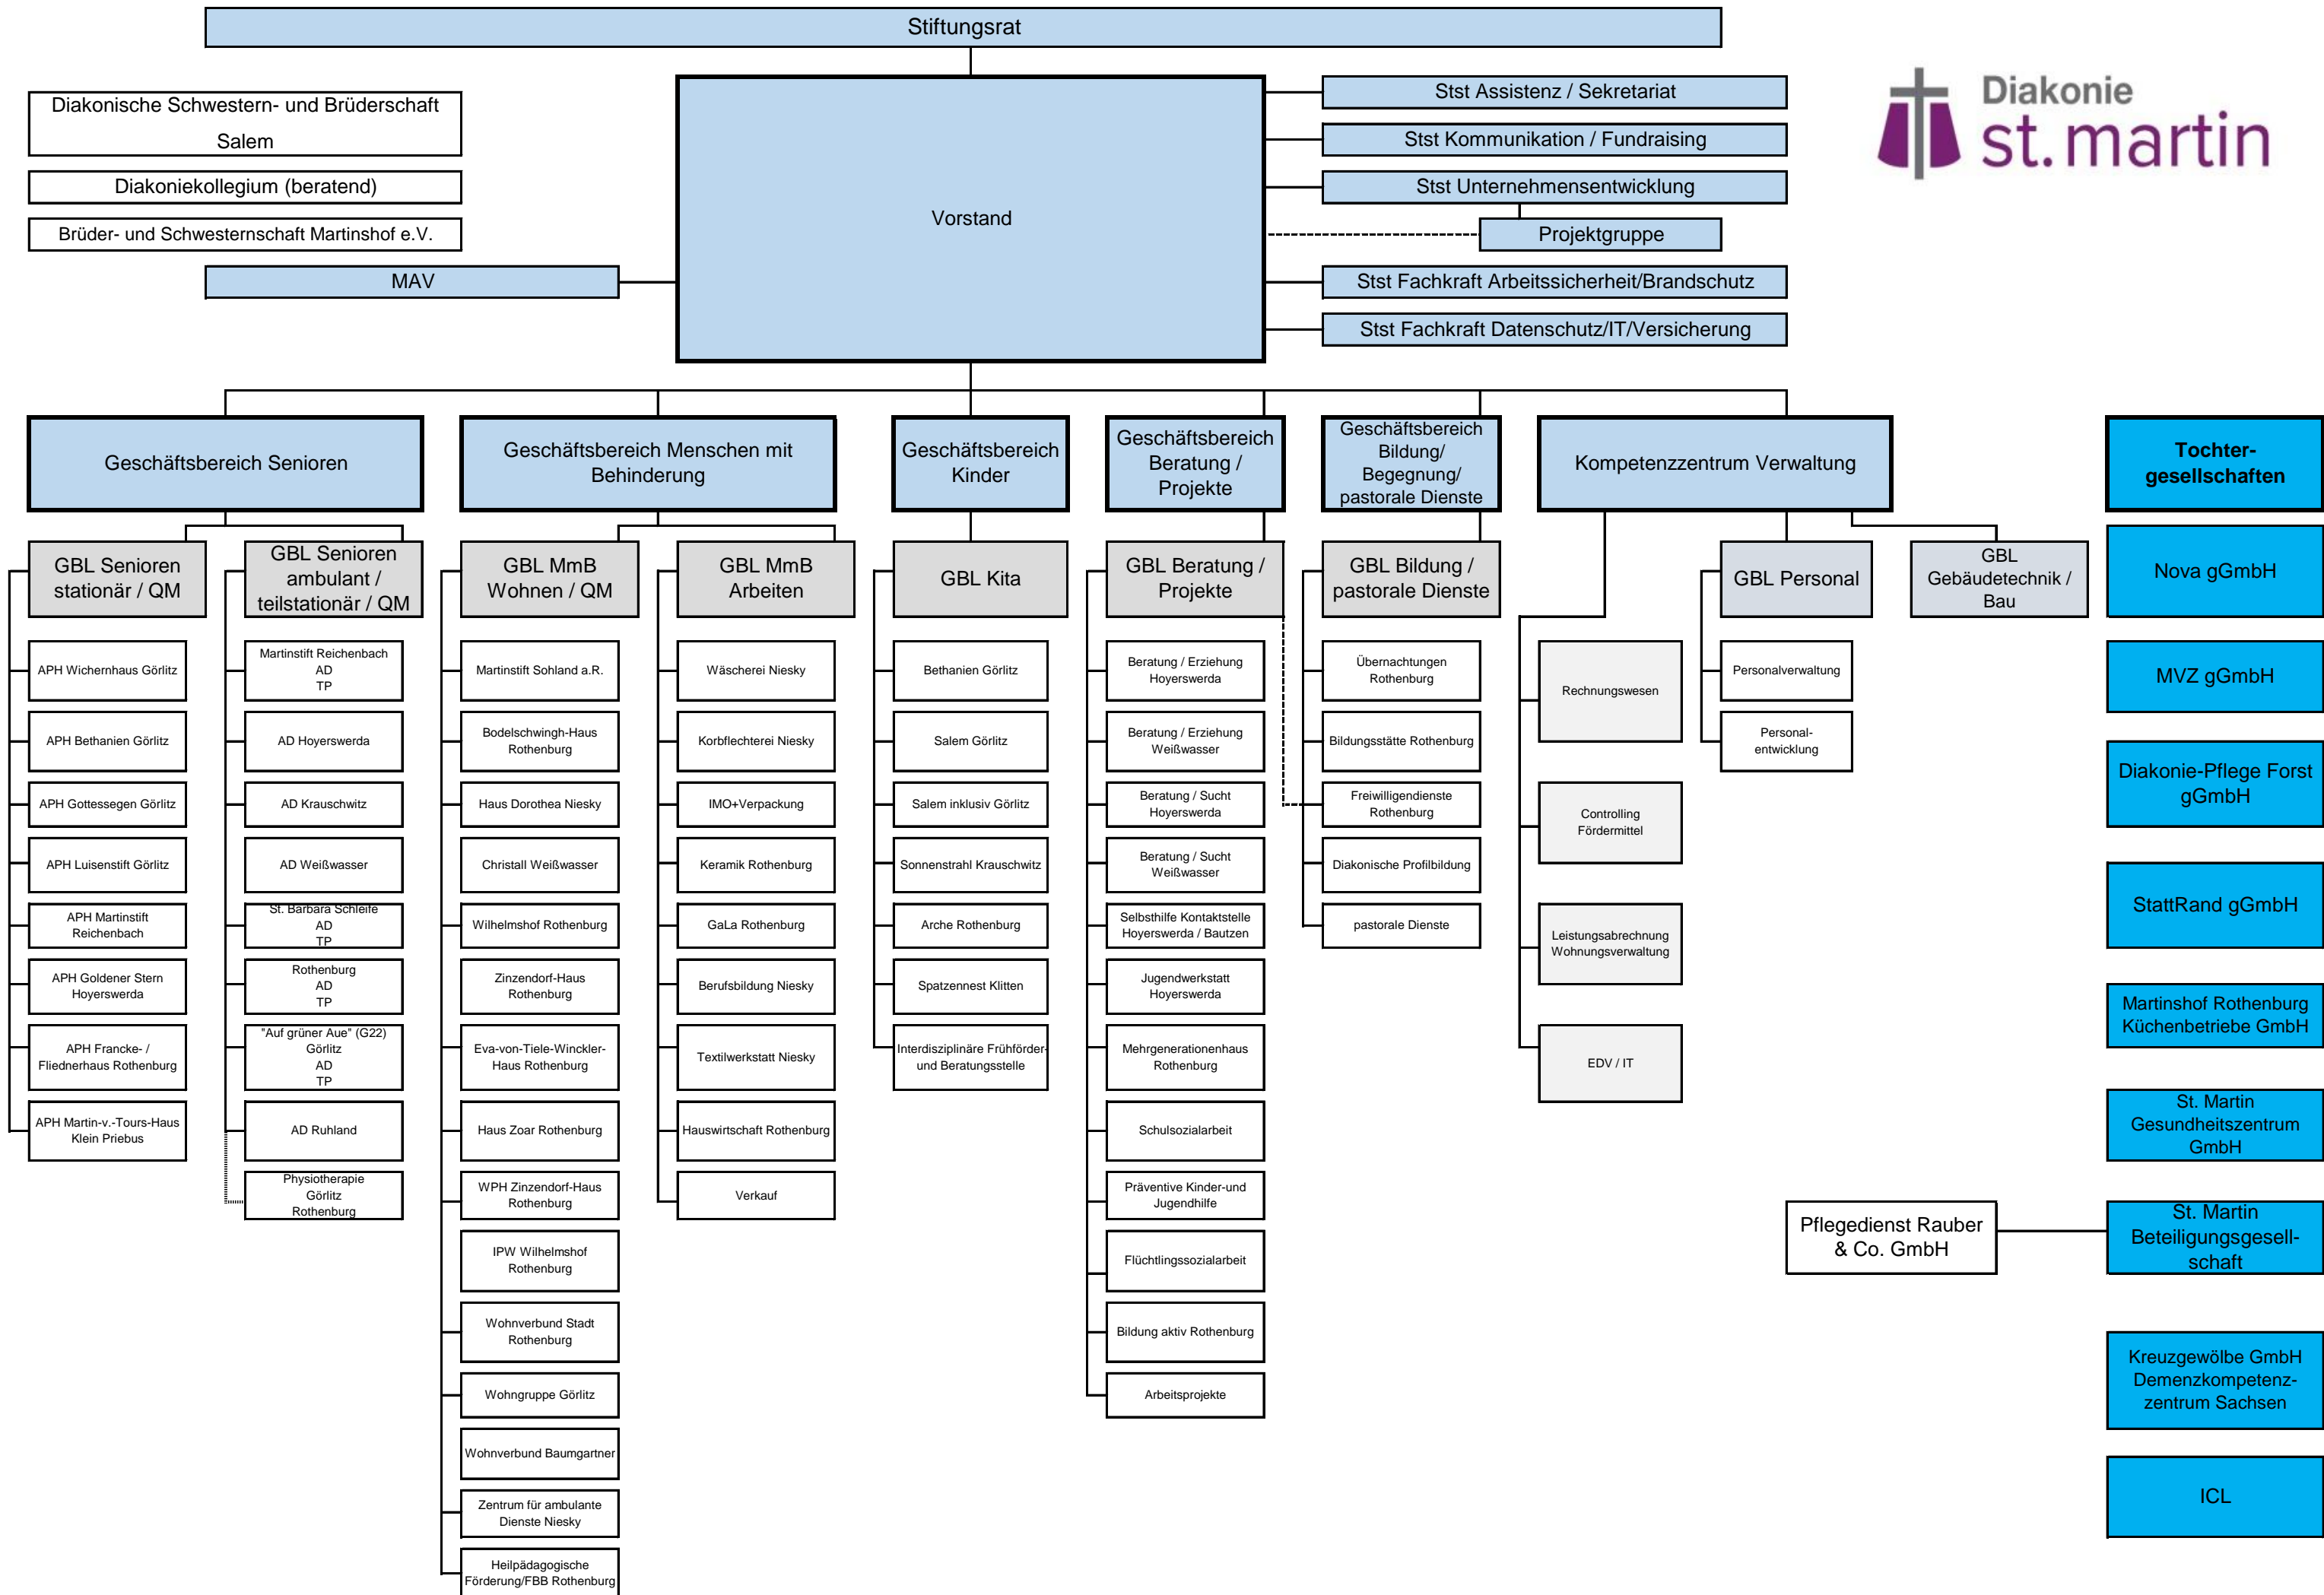 Stiftungsrat
Diakonische Schwestern- und Brüderschaft
Salem
Diakoniekollegium (beratend)
Brüder- und Schwesternschaft Martinshof e.V.
MAV
Vorstand
Stst Assistenz / Sekretariat
Stst Kommunikation / Fundraising
Stst Unternehmensentwicklung
Projektgruppe
Stst Fachkraft Arbeitssicherheit/Brandschutz
Stst Fachkraft Datenschutz/IT/Versicherung
Diakonie
st.martin
Geschäftsbereich Senioren
Geschäftsbereich Menschen mit
Behinderung
Geschäftsbereich
Kinder
Geschäftsbereich
Beratung /
Projekte
Geschäftsbereich
Bildung/
Begegnung/
pastorale Dienste
Kompetenzzentrum Verwaltung
Tochter-
gesellschaften
GBL Senioren
stationär / QM
APH Wichernhaus Görlitz
APH Bethanien Görlitz
APH Gottessegen Görlitz
APH Luisenstift Görlitz
APH Martinstift
Reichenbach
APH Goldener Stern
Hoyerswerda
APH Francke- /
Fliednerhaus Rothenburg
APH Martin-v.-Tours-Haus
Klein Priebus
GBL Senioren
ambulant /
teilstationär / QM
Martinstift Reichenbach
AD
TP
AD Hoyerswerda
AD Krauschwitz
AD Weißwasser
St. Barbara Schleife
AD
TP
Rothenburg
AD
TP
"Auf grüner Aue" (G22)
Görlitz
AD
TP
AD Ruhland
Physiotherapie
Görlitz
Rothenburg
GBL MmB
Wohnen / QM
Martinstift Sohland a.R.
Bodelschwingh-Haus
Rothenburg
Haus Dorothea Niesky
Christall Weißwasser
Wilhelmshof Rothenburg
Zinzendorf-Haus
Rothenburg
Eva-von-Tiele-Winckler-
Haus Rothenburg
Haus Zoar Rothenburg
WPH Zinzendorf-Haus
Rothenburg
IPW Wilhelmshof
Rothenburg
Wohnverbund Stadt
Rothenburg
Wohngruppe Görlitz
Wohnverbund Baumgartner
Zentrum für ambulante
Dienste Niesky
Heilpädagogische
Förderung/FBB Rothenburg
GBL MmB
Arbeiten
Wäscherei Niesky
Korbflechterei Niesky
IMO+Verpackung
Keramik Rothenburg
GaLa Rothenburg
Berufsbildung Niesky
Textilwerkstatt Niesky
Hauswirtschaft Rothenburg
Verkauf
GBL Kita
Bethanien Görlitz
Salem Görlitz
Salem inklusiv Görlitz
Sonnenstrahl Krauschwitz
Arche Rothenburg
Spatzennest Klitten
Interdisziplinäre Frühförder-
und Beratungsstelle
GBL Beratung /
Projekte
Beratung / Erziehung
Hoyerswerda
Beratung / Erziehung
Weißwasser
Beratung / Sucht
Hoyerswerda
Beratung / Sucht
Weißwasser
Selbsthilfe Kontaktstelle
Hoyerswerda / Bautzen
Jugendwerkstatt
Hoyerswerda
Mehrgenerationenhaus
Rothenburg
Schulsozialarbeit
Präventive Kinder-und
Jugendhilfe
Flüchtlingssozialarbeit
Bildung aktiv Rothenburg
Arbeitsprojekte
GBL Bildung /
pastorale Dienste
Übernachtungen
Rothenburg
Bildungsstätte Rothenburg
Freiwilligendienste
Rothenburg
Diakonische Profilbildung
pastorale Dienste
Rechnungswesen
Controlling
Fördermittel
Leistungsabrechnung
Wohnungsverwaltung
EDV / IT
GBL Personal
Personalverwaltung
Personal-
entwicklung
GBL
Gebäudetechnik /
Bau
Nova gGmbH
MVZ gGmbH
Diakonie-Pflege Forst
gGmbH
StattRand gGmbH
Martinshof Rothenburg
Küchenbetriebe GmbH
St. Martin
Gesundheitszentrum
GmbH
Pflegedienst Rauber
& Co. GmbH
St. Martin
Beteiligungsgesell-
schaft
Kreuzgewölbe GmbH
Demenzkompetenz-
zentrum Sachsen
ICL